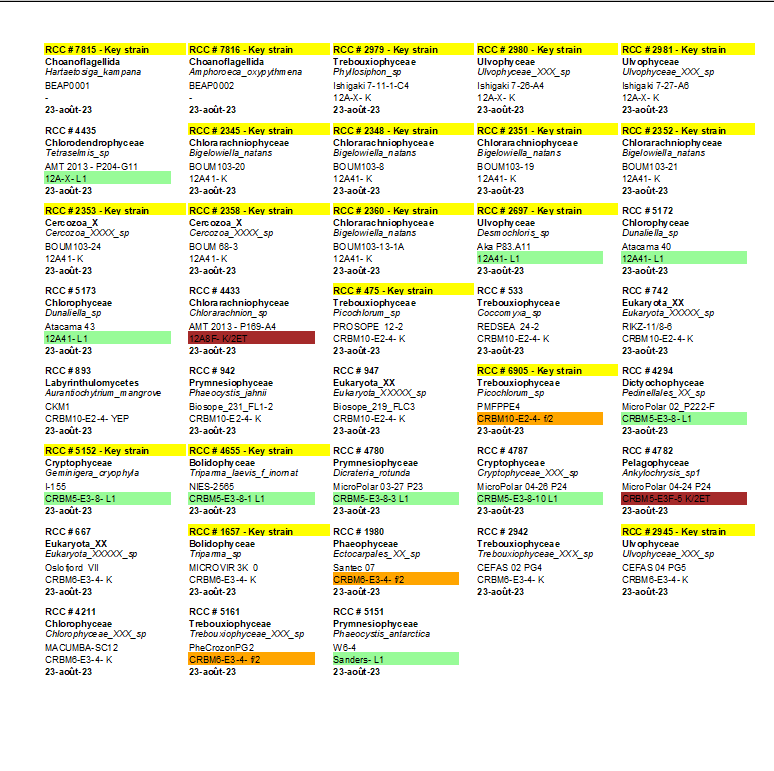 RCC # 7815 - Key strain
Choanoflagellida
Hartaetosiga_kampana
BEAP0001
-
23-août-23
RCC # 7816 - Key strain
Choanoflagellida
Amphoroeca_oxypythmena
BEAP0002
-
23-août-23
RCC # 2979 - Key strain
Trebouxiophyceae
Phyllosiphon_sp
Ishigaki 7-11-1-C4
12A-X- K
23-août-23
RCC # 2980 - Key strain
Ulvophyceae
Ulvophyceae_XXX_sp
Ishigaki 7-26-A4
12A-X- K
23-août-23
RCC # 2981 - Key strain
Ulvophyceae
Ulvophyceae_XXX_sp
Ishigaki 7-27-A6
12A-X- K
23-août-23
RCC # 4435
Chlorodendrophyceae
Tetraselmis_sp
AMT 2013 - P204-G11
12A-X- L1
23-août-23
RCC # 2345 - Key strain
Chlorarachniophyceae
Bigelowiella_natans
BOUM103-20
12A41- K
23-août-23
RCC # 2348 - Key strain
Chlorarachniophyceae
Bigelowiella_natans
BOUM103-8
12A41- K
23-août-23
RCC # 2351 - Key strain
Chlorarachniophyceae
Bigelowiella_natans
BOUM103-19
12A41- K
23-août-23
RCC # 2352 - Key strain
Chlorarachniophyceae
Bigelowiella_natans
BOUM103-21
12A41- K
23-août-23
RCC # 2353 - Key strain
Cercozoa_X
Cercozoa_XXXX_sp
BOUM103-24
12A41- K
23-août-23
RCC # 2358 - Key strain
Cercozoa_X
Cercozoa_XXXX_sp
BOUM 68-3
12A41- K
23-août-23
RCC # 2360 - Key strain
Chlorarachniophyceae
Bigelowiella_natans
BOUM103-13-1A
12A41- K
23-août-23
RCC # 2697 - Key strain
Ulvophyceae
Desmochloris_sp
Aka P83.A11
12A41- L1
23-août-23
RCC # 5172
Chlorophyceae
Dunaliella_sp
Atacama 40
12A41- L1
23-août-23
RCC # 5173
Chlorophyceae
Dunaliella_sp
Atacama 43
12A41- L1
23-août-23
RCC # 4433
Chlorarachniophyceae
Chlorarachnion_sp
AMT 2013 - P169-A4
12ASF- K/2ET
23-août-23
RCC # 475 - Key strain
Trebouxiophyceae
Picochlorum_sp
PROSOPE 12-2
CRBM10-E2-4- K
23-août-23
RCC # 533
Trebouxiophyceae
Coccomyxa_sp
REDSEA 24-2
CRBM10-E2-4- K
23-août-23
RCC # 742
Eukaryota_XX
Eukaryota_XXXXX_sp
RIKZ-11/8-6
CRBM10-E2-4- K
23-août-23
RCC # 893
Labyrinthulomycetes
Aurantiochytrium_mangrove
CKM1
CRBM10-E2-4- YEP
23-août-23
RCC # 942
Prymnesiophyceae
Phaeocystis_jahnii
Biosope_231_FL1-2
CRBM10-E2-4- K
23-août-23
RCC # 947
Eukaryota_XX
Eukaryota_XXXXX_sp
Biosope_219_FLC3
CRBM10-E2-4- K
23-août-23
RCC # 6905 - Key strain
Trebouxiophyceae
Picochlorum_sp
PMFPPE4
CRBM10-E2-4- f/2
23-août-23
RCC # 4294
Dictyochophyceae
Pedinellales_XX_sp
MicroPolar 02_P222-F
CRBM5-E3-8- L1
23-août-23
RCC # 5152 - Key strain
Cryptophyceae
Geminigera_cryophyla
I-155
CRBM5-E3-8- L1
23-août-23
RCC # 4655 - Key strain
Bolidophyceae
Triparma_laevis_f_inornat
NIES-2565
CRBM5-E3-8-1 L1
23-août-23
RCC # 4780
Prymnesiophyceae
Dicrateria_rotunda
MicroPolar 03-27 P23
CRBM5-E3-8-3 L1
23-août-23
RCC # 4787
Cryptophyceae
Cryptophyceae_XXX_sp
MicroPolar 04-26 P24
CRBM5-E3-8-10 L1
23-août-23
RCC # 4782
Pelagophyceae
Ankylochrysis_sp1
MicroPolar 04-24 P24
CRBM5-E3F-5 K/2ET
23-août-23
RCC # 667
Eukaryota_XX
Eukaryota_XXXXX_sp
Oslofjord VII
CRBM6-E3-4- K
23-août-23
RCC # 1657 - Key strain
Bolidophyceae
Triparma_sp
MICROVIR 3K 0
CRBM6-E3-4- K
23-août-23
RCC # 1980
Phaeophyceae
Ectocarpales_XX_sp
Santec 07
CRBM6-E3-4- f/2
23-août-23
RCC # 2942
Trebouxiophyceae
Trebouxiophyceae_XXX_sp
CEFAS 02 PG4
CRBM6-E3-4- K
23-août-23
RCC # 2945 - Key strain
Ulvophyceae
Ulvophyceae_XXX_sp
CEFAS 04 PG5
CRBM6-E3-4- K
23-août-23
RCC # 4211
Chlorophyceae
Chlorophyceae_XXX_sp
MACUMBA-SC12
CRBM6-E3-4- K
23-août-23
RCC # 5161
Trebouxiophyceae
Trebouxiophyceae_XXX_sp
PheCrozonPG2
CRBM6-E3-4- f/2
23-août-23
RCC # 5151
Prymnesiophyceae
Phaeocystis_antarctica
W6-4
Sanders- L1
23-août-23